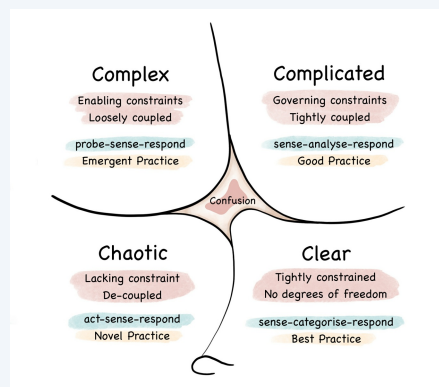 Complex
Enabling constraints
Loosely coupled
probe-sense-respond
Emergent Practice
Complicated
Governing constraints
Tightly coupled
sense-analyse-respond
Good Practice
Confusion
Chaotic
Lacking constraint
De-coupled
act-sense-respond
Novel Practice
Clear
Tightly constrained
No degrees of freedom
sense-categorise-respond
Best Practice